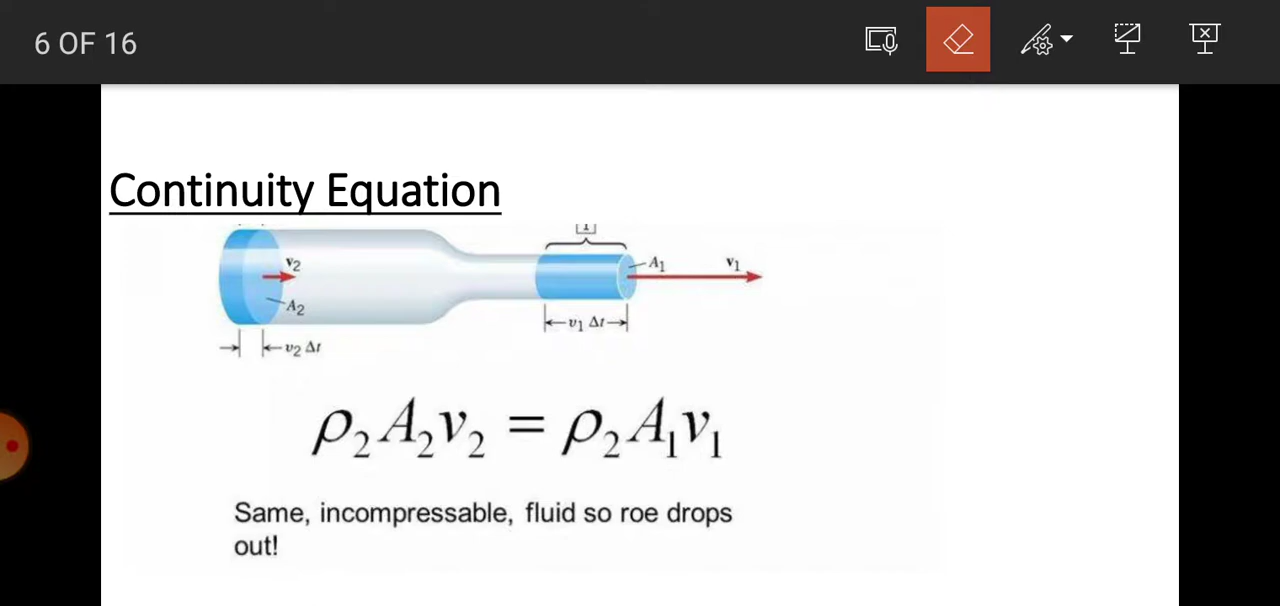 6 OF 16
Continuity Equation
1
v₂
A₁
v₁
A₂
v₁ Δt
v₂ Δt
ρ₂A₂v₂ = ρ₂A₁v₁
Same, incompressable, fluid so roe drops
out!